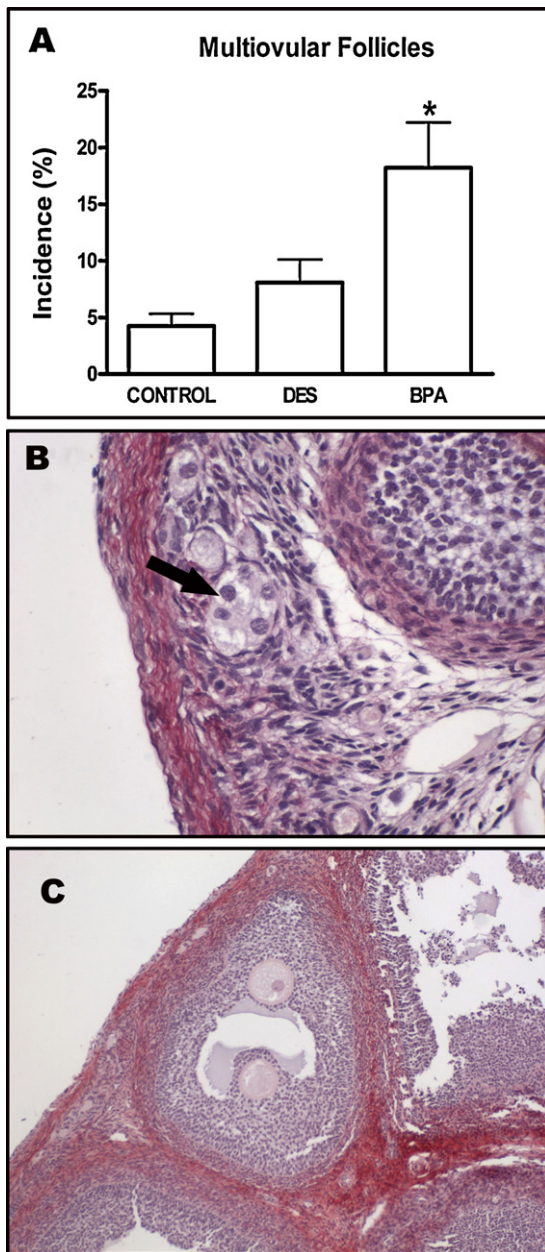 A
Multiovular Follicles
Incidence (%)
25
20
15
10
5
0
*
CONTROL DES BPA
B
C